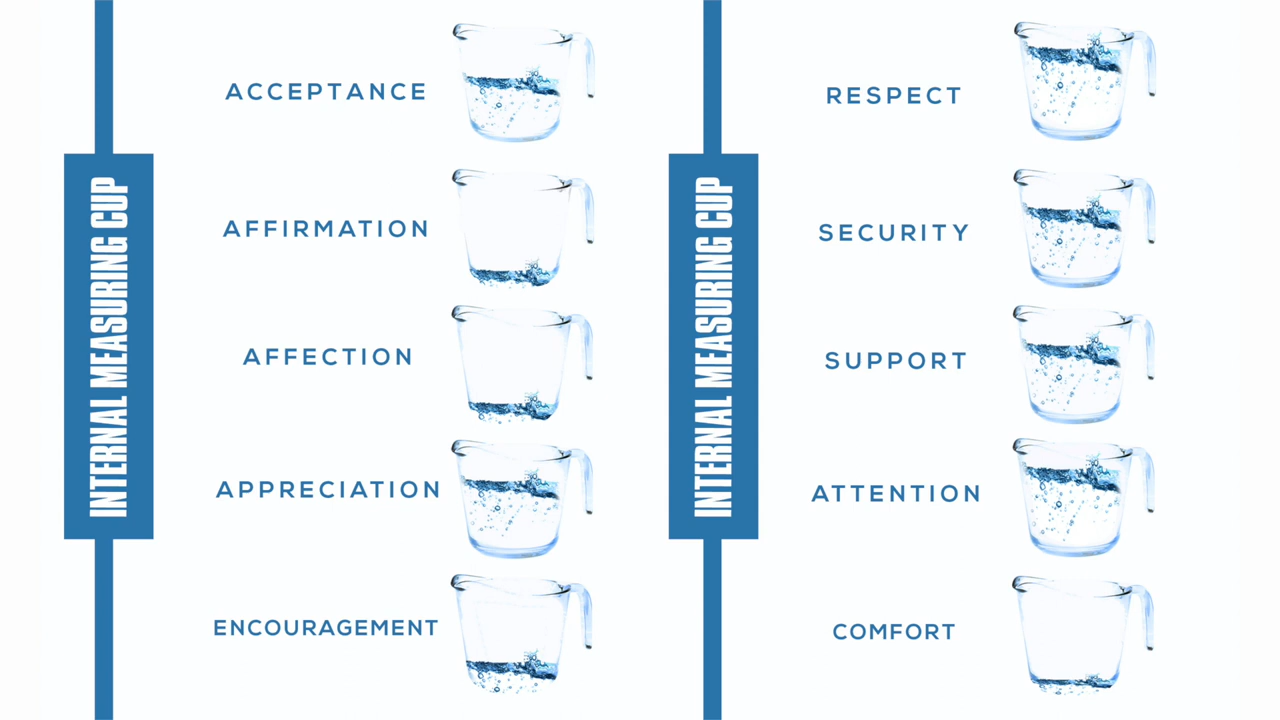 INTERNAL MEASURING CUP
ACCEPTANCE
AFFIRMATION
AFFECTION
APPRECIATION
ENCOURAGEMENT
INTERNAL MEASURING CUP
RESPECT
SECURITY
SUPPORT
ATTENTION
COMFORT